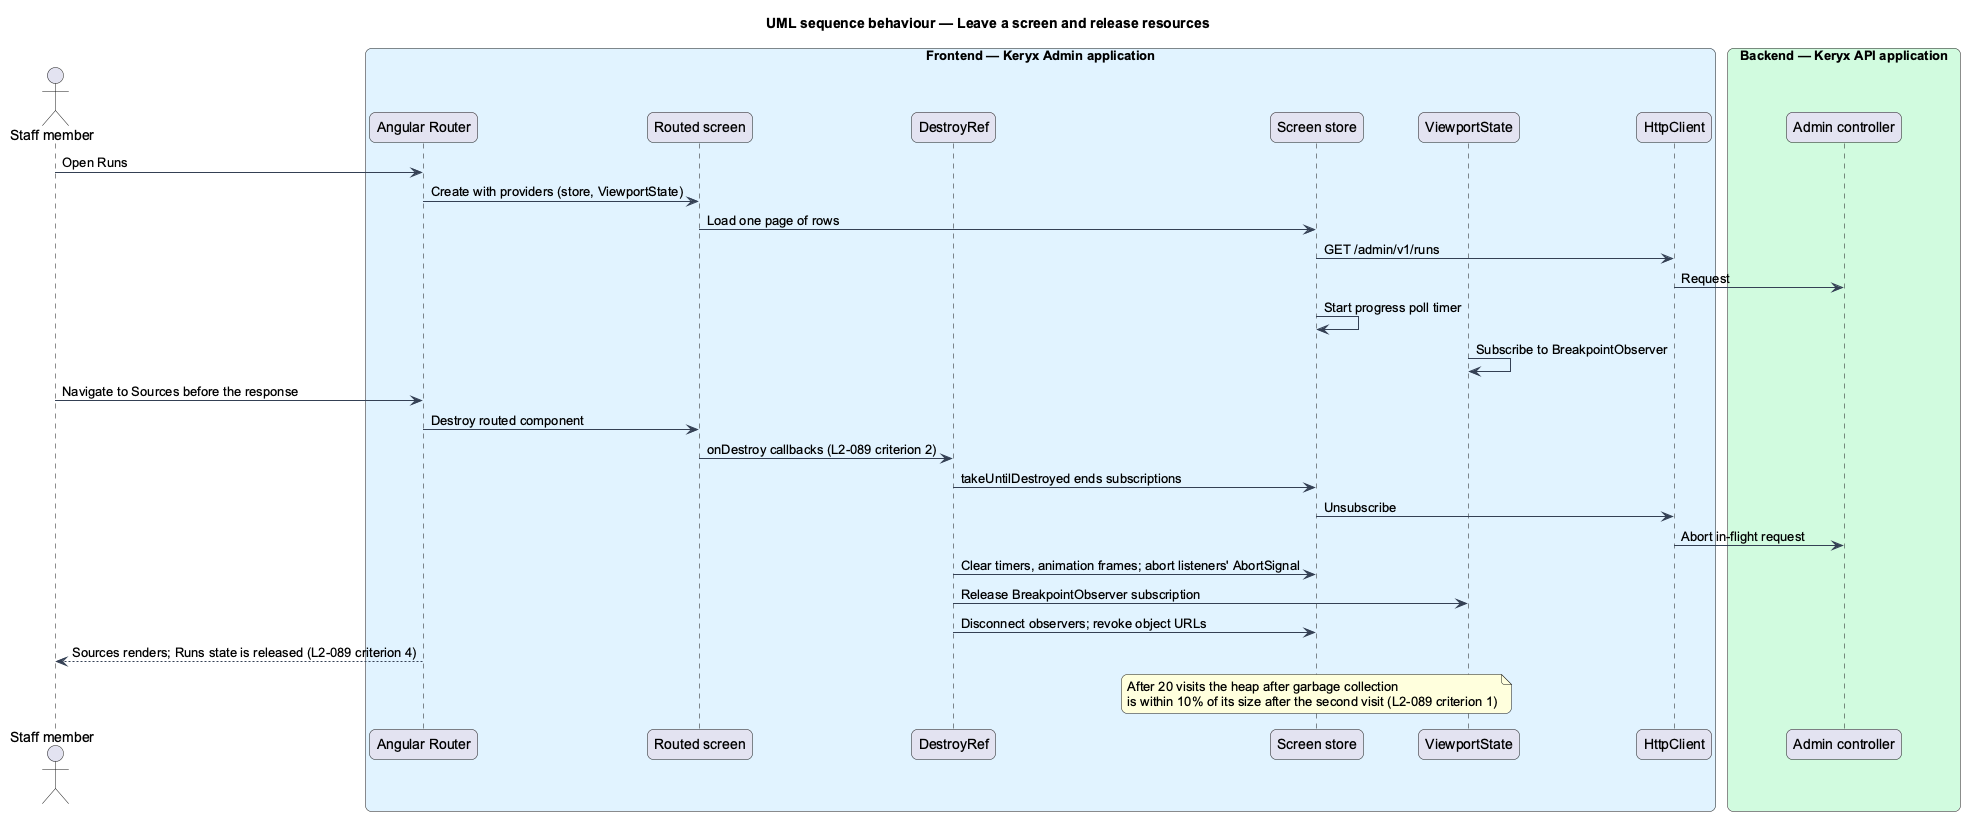 UML sequence behaviour — Leave a screen and release resources
Frontend — Keryx Admin application
Backend — Keryx API application
Staff member
Angular Router
Routed screen
DestroyRef
Screen store
ViewportState
HttpClient
Admin controller
Open Runs
Create with providers (store, ViewportState)
Load one page of rows
GET /admin/v1/runs
Request
Start progress poll timer
Subscribe to BreakpointObserver
Navigate to Sources before the response
Destroy routed component
onDestroy callbacks (L2-089 criterion 2)
takeUntilDestroyed ends subscriptions
Unsubscribe
Abort in-flight request
Clear timers, animation frames; abort listeners' AbortSignal
Release BreakpointObserver subscription
Disconnect observers; revoke object URLs
Sources renders; Runs state is released (L2-089 criterion 4)
After 20 visits the heap after garbage collection
is within 10% of its size after the second visit (L2-089 criterion 1)
Staff member
Angular Router
Routed screen
DestroyRef
Screen store
ViewportState
HttpClient
Admin controller